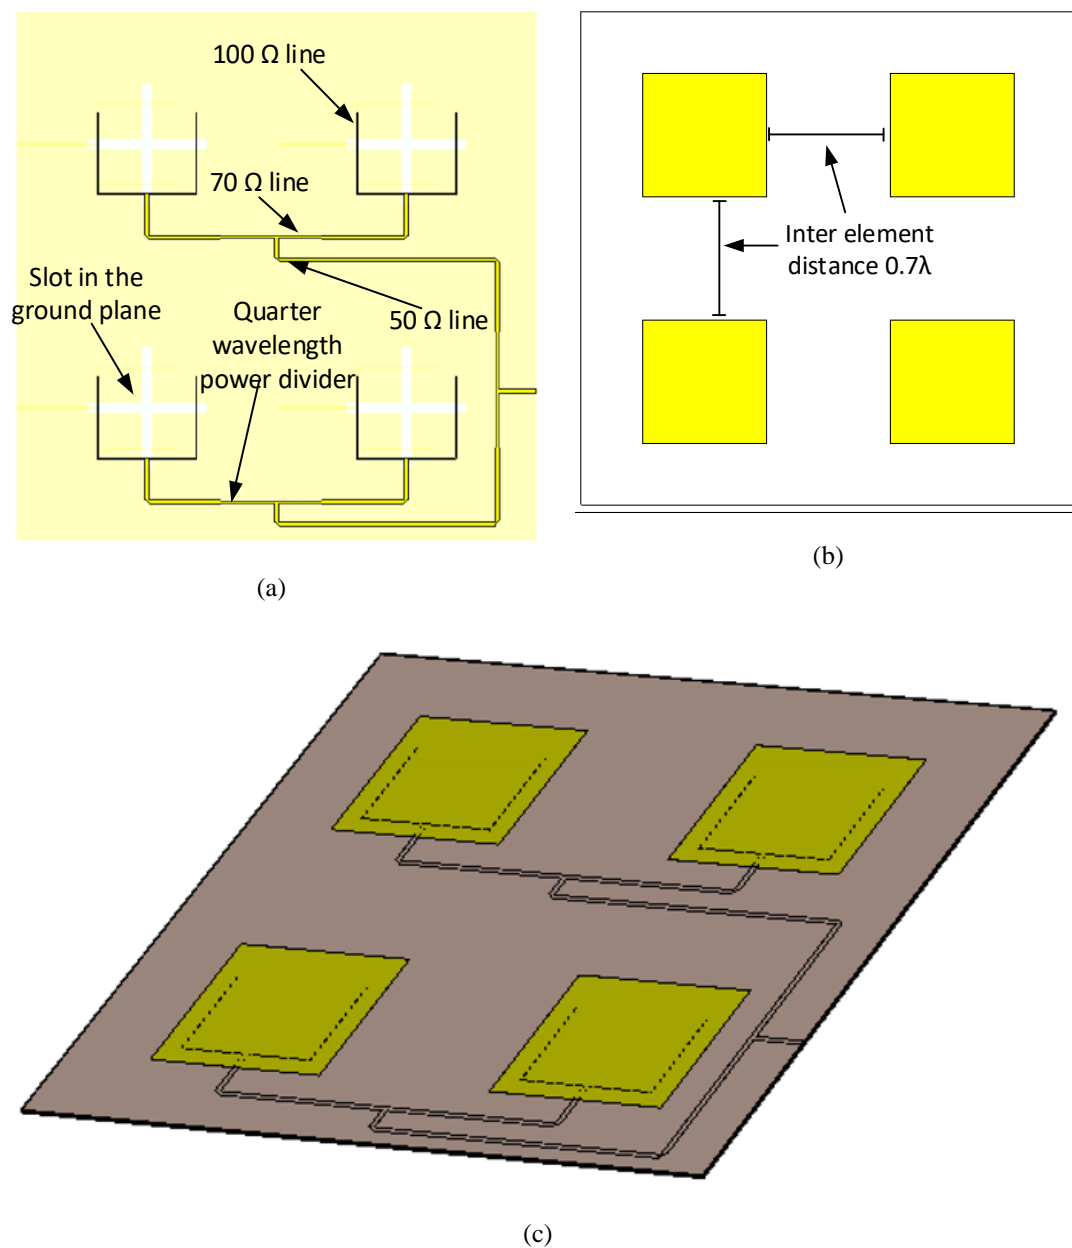 100 Ω line
70 Ω line
Slot in the
ground plane
Quarter
wavelength
power divider
50 Ω line
(a)
Inter element
distance 0.7λ
(b)
(c)